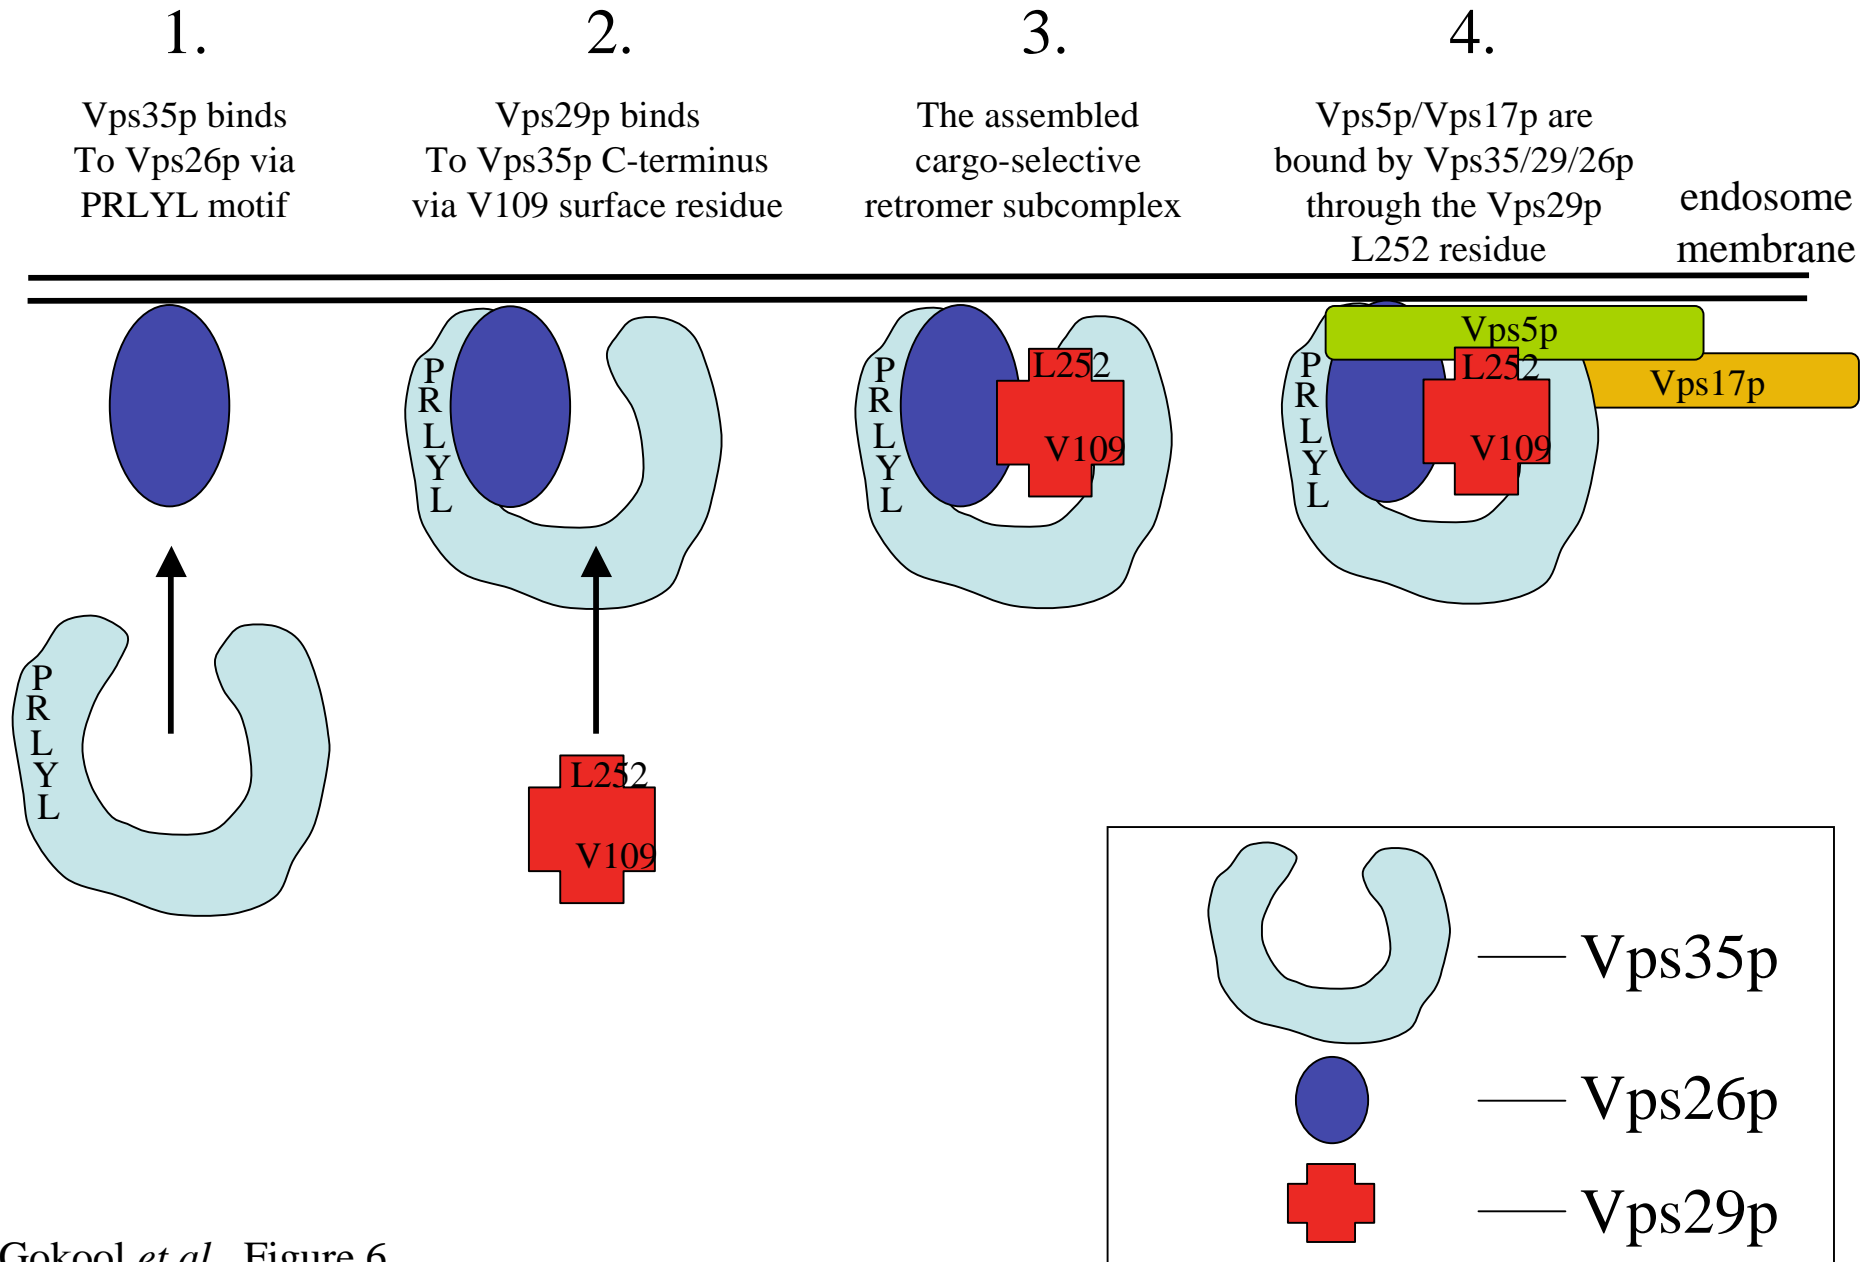 1.
Vps35p binds
To Vps26p via
PRLYL motif
2.
Vps29p binds
To Vps35p C-terminus
via V109 surface residue
3.
The assembled
cargo-selective
retromer subcomplex
4.
Vps5p/Vps17p are
bound by Vps35/29/26p
through the Vps29p
L252 residue
endosome
membrane
P
R
L
Y
L
P
R
L
Y
L
L252
V109
P
R
L
Y
L
L252
V109
P
R
L
Y
L
Vps5p
L252
V109
Vps17p
P
R
L
Y
L
L252
V109
Vps35p
Vps26p
Vps29p
Gokool et al., Figure 6